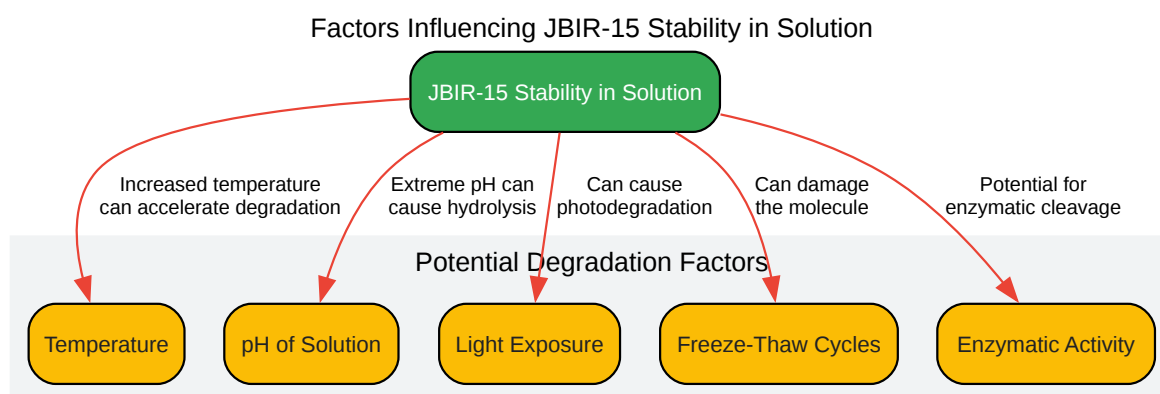 Factors Influencing JBIR-15 Stability in Solution
JBIR-15 Stability in Solution
Increased temperature
can accelerate degradation
Extreme pH can
cause hydrolysis
Can cause
photodegradation
Can damage
the molecule
Potential for
enzymatic cleavage
Potential Degradation Factors
Temperature
pH of Solution
Light Exposure
Freeze-Thaw Cycles
Enzymatic Activity